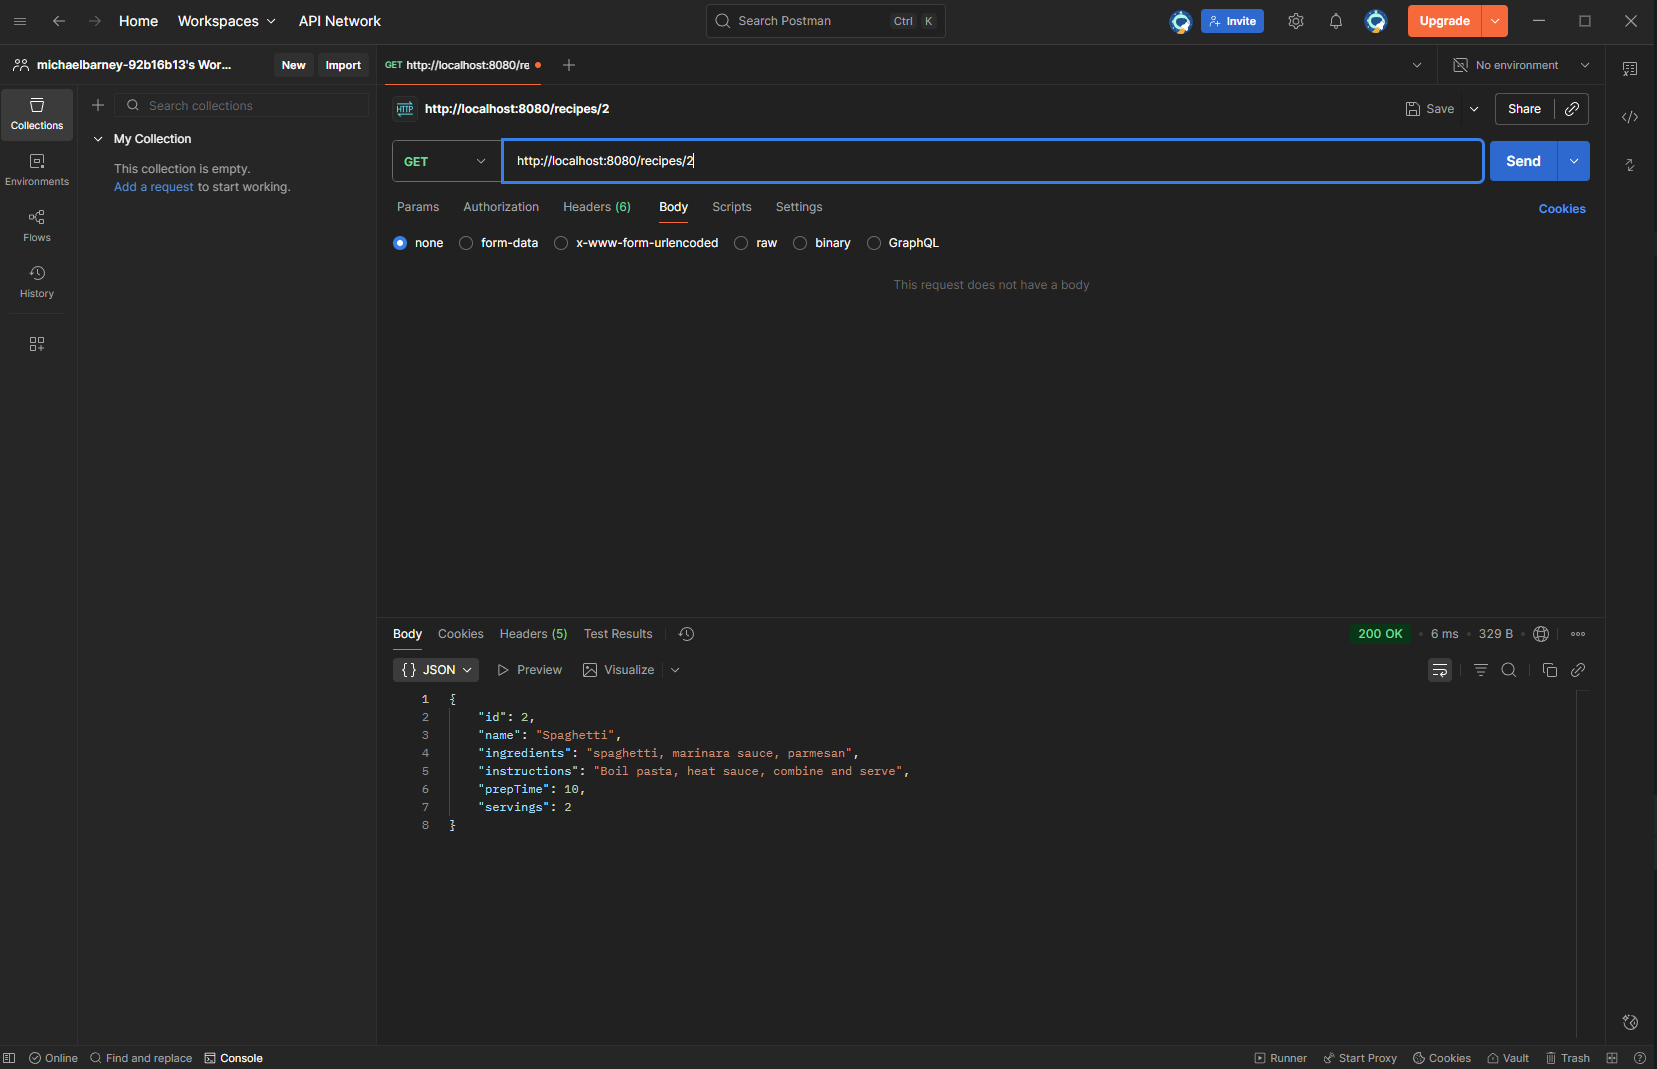 Home Workspaces API Network Search Postman Ctrl K Invite Upgrade
michaelbarney-92b16b13's Wor... New Import GET http://localhost:8080/re No environment
Search collections
HTTP http://localhost:8080/recipes/2 Save Share
Collections
My Collection
This collection is empty.
Add a request to start working.
Environments
Flows
History
GET http://localhost:8080/recipes/2 Send
Params Authorization Headers (6) Body Scripts Settings Cookies
none form-data x-www-form-urlencoded raw binary GraphQL
This request does not have a body
Body Cookies Headers (5) Test Results 200 OK • 6 ms • 329 B •
{} JSON Preview Visualize
1 {
2 "id": 2,
3 "name": "Spaghetti",
4 "ingredients": "spaghetti, marinara sauce, parmesan",
5 "instructions": "Boil pasta, heat sauce, combine and serve",
6 "prepTime": 10,
7 "servings": 2
8 }
Online Find and replace Console Runner Start Proxy Cookies Vault Trash